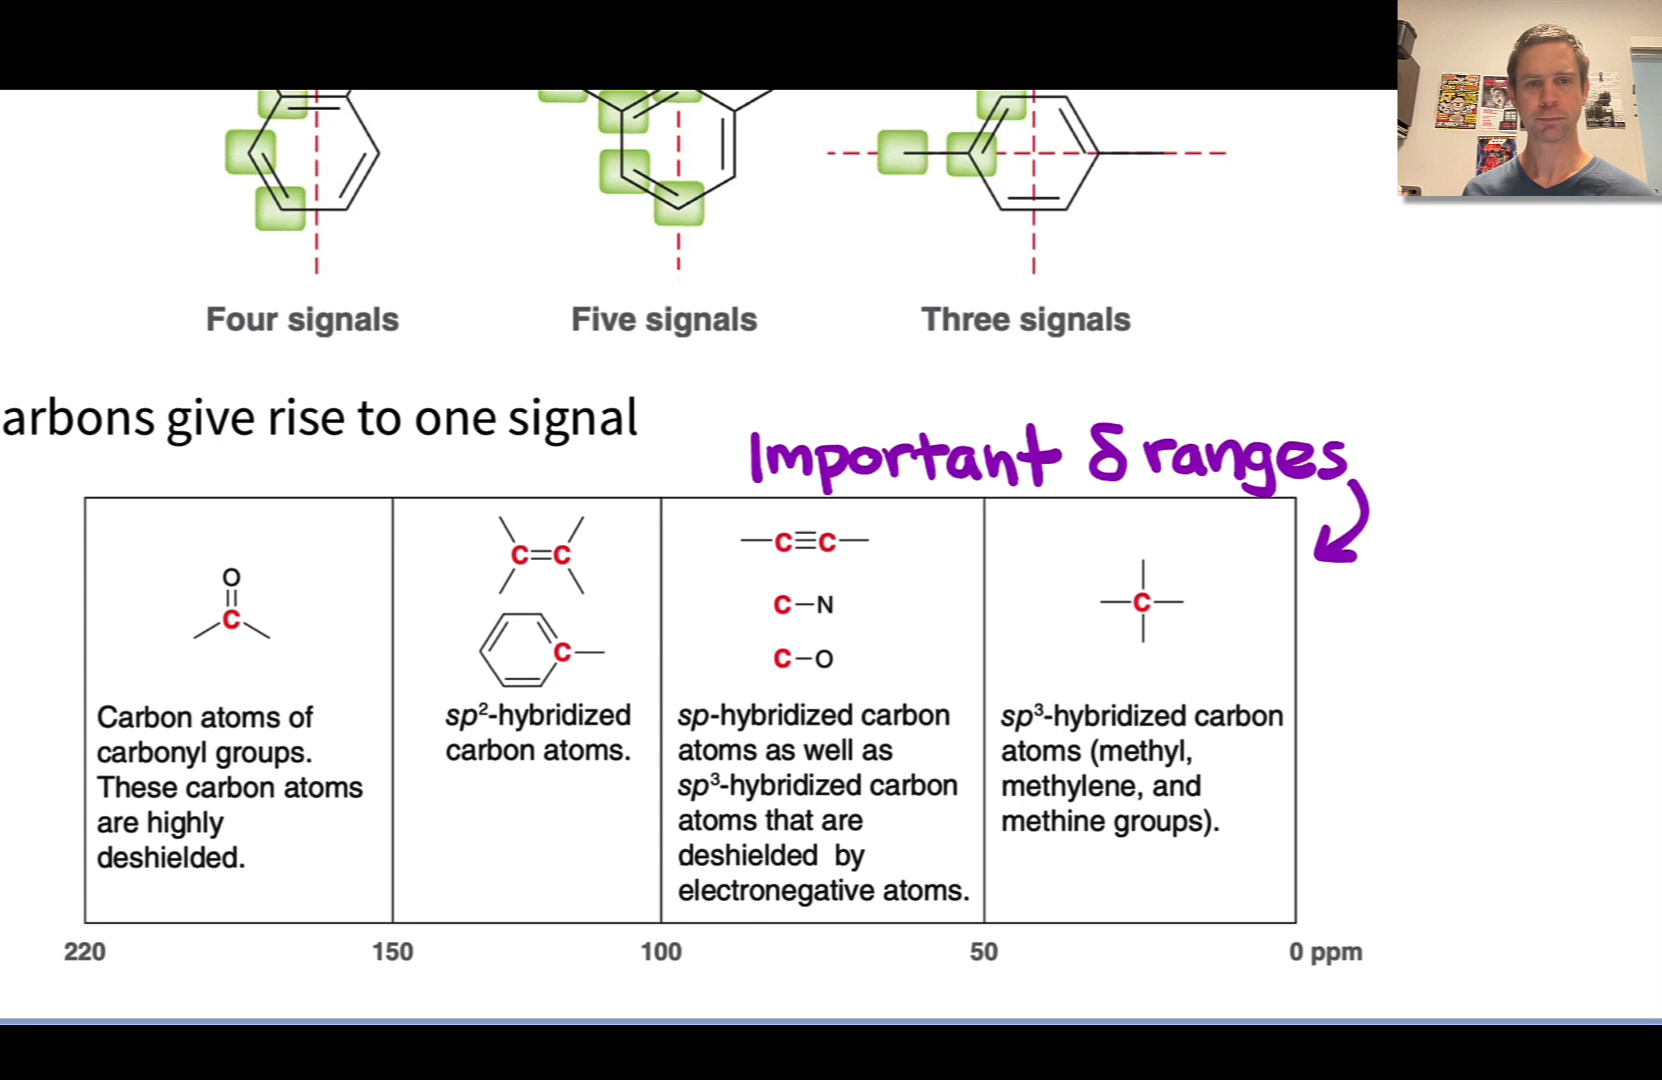 Four signals
Five signals
Three signals
arbons give rise to one signal
Important δ ranges
O
C
C=C
C
C≡C
C–N
C–O
C
Carbon atoms of
carbonyl groups.
These carbon atoms
are highly
deshielded.
sp²-hybridized
carbon atoms.
sp-hybridized carbon
atoms as well as
sp³-hybridized carbon
atoms that are
deshielded by
electronegative atoms.
sp³-hybridized carbon
atoms (methyl,
methylene, and
methine groups).
220
150
100
50
0 ppm